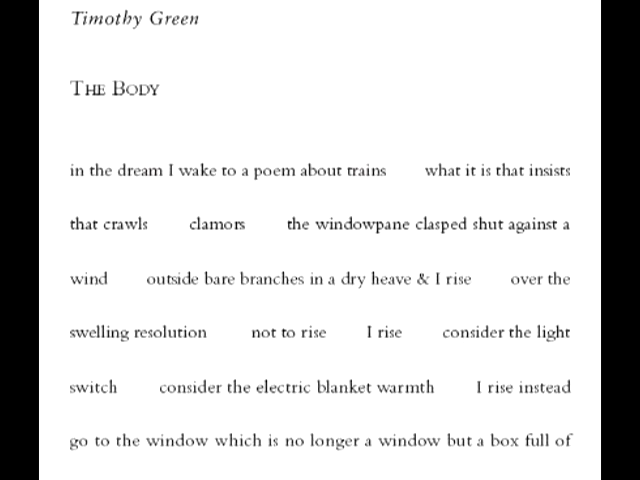 Timothy Green
THE BODY
in the dream I wake to a poem about trains what it is that insists
that crawls clamors the windowpane clasped shut against a
wind outside bare branches in a dry heave & I rise over the
swelling resolution not to rise I rise consider the light
switch consider the electric blanket warmth I rise instead
go to the window which is no longer a window but a box full of